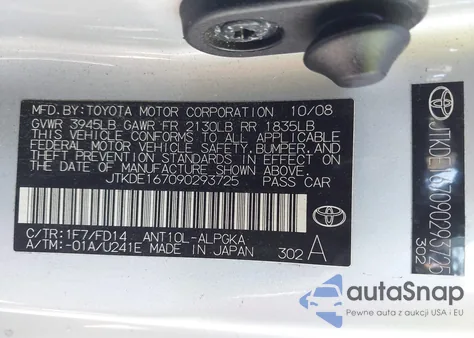 MFD. BY: TOYOTA MOTOR CORPORATION 10/08
GVWR 3945LB GAWR FR 2130LB RR 1835LB
THIS VEHICLE CONFORMS TO ALL APPLICABLE
FEDERAL MOTOR VEHICLE SAFETY, BUMPER, AND
THEFT PREVENTION STANDARDS IN EFFECT ON
THE DATE OF MANUFACTURE SHOWN ABOVE.
JTKDE167090293725 PASS. CAR
C/TR: 1F7/FD14 ANT10L-ALPGKA
A/TM: -01A/U241E MADE IN JAPAN 302 A
TOYOTA
JTKDE167090293725
302
autoSnap
Pewne auto z aukcji USA i EU